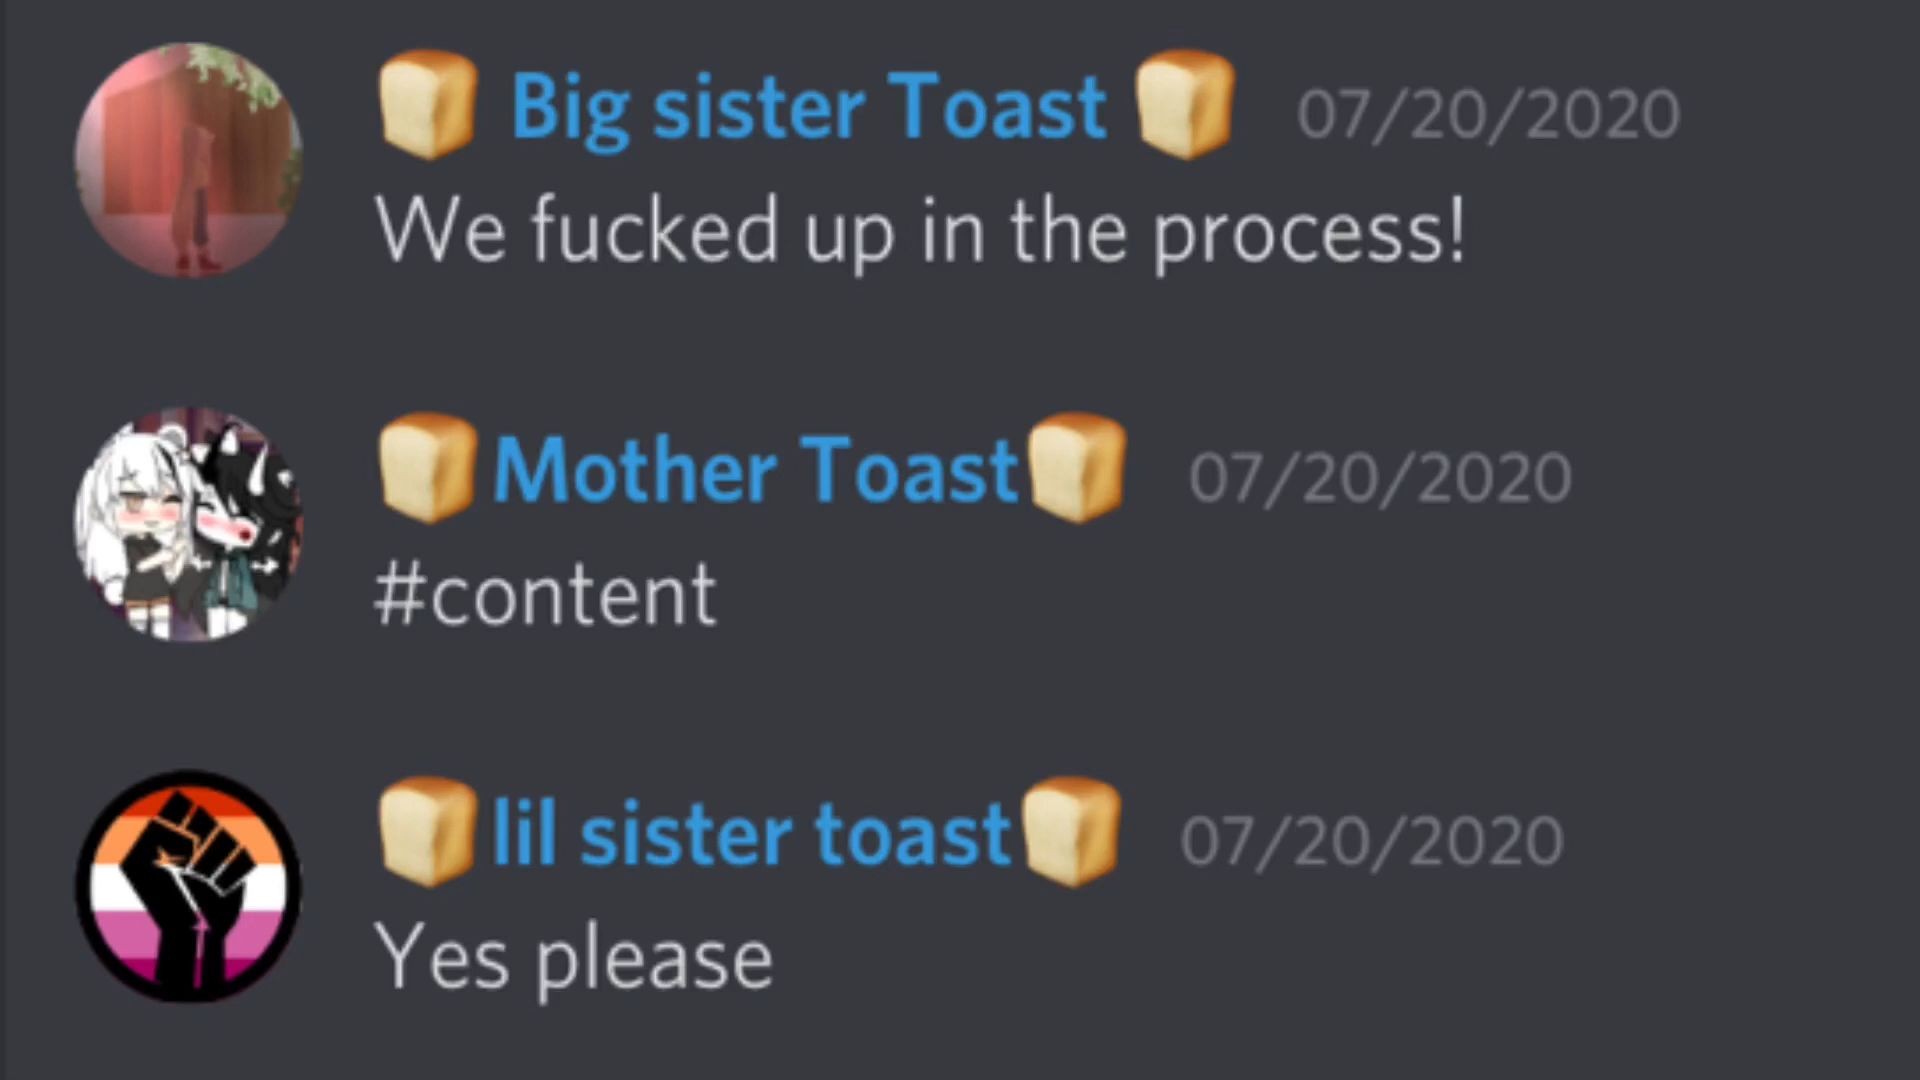 🍞 Big sister Toast 🍞 07/20/2020
We fucked up in the process!
🍞Mother Toast🍞 07/20/2020
#content
🍞lil sister toast🍞 07/20/2020
Yes please